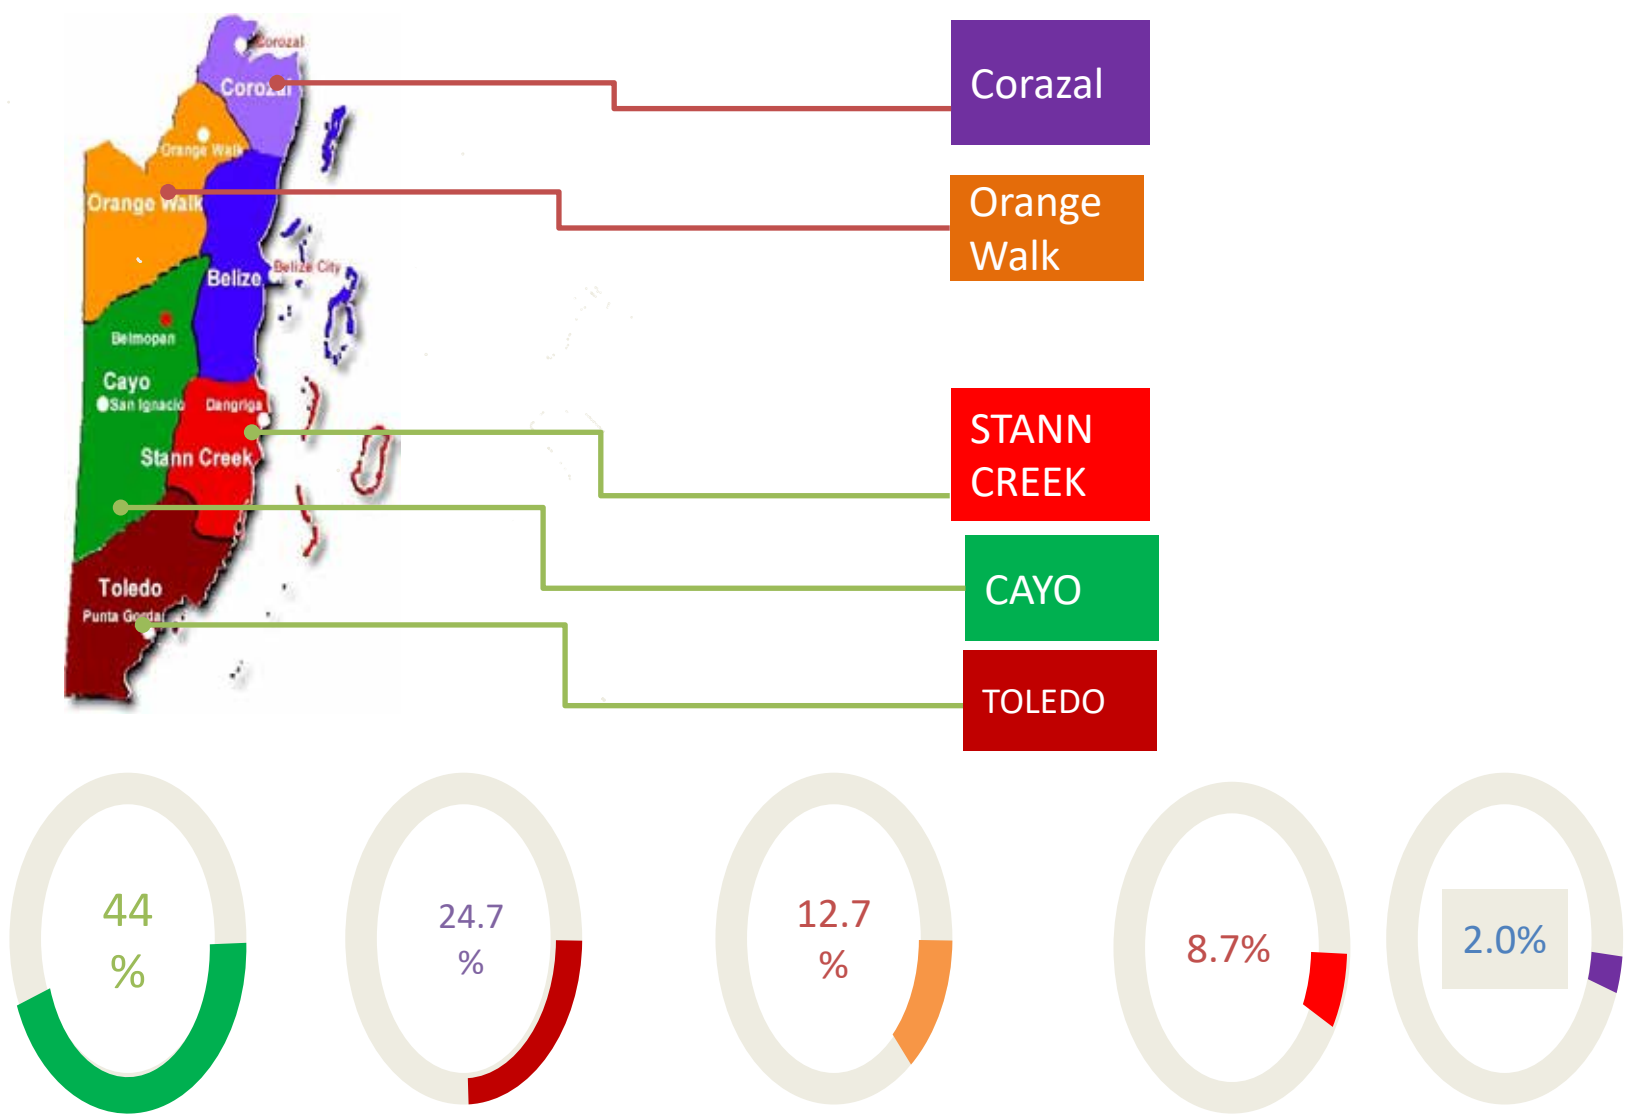 Corozal
Corozal
Orange Walk
Orange Walk
Belize City
Belize
Belmopan
Cayo
San Ignacio
Dangriga
Stann Creek
Toledo
Punta Gorda
Corazal
Orange
Walk
STANN
CREEK
CAYO
TOLEDO
44
%
24.7
%
12.7
%
8.7%
2.0%